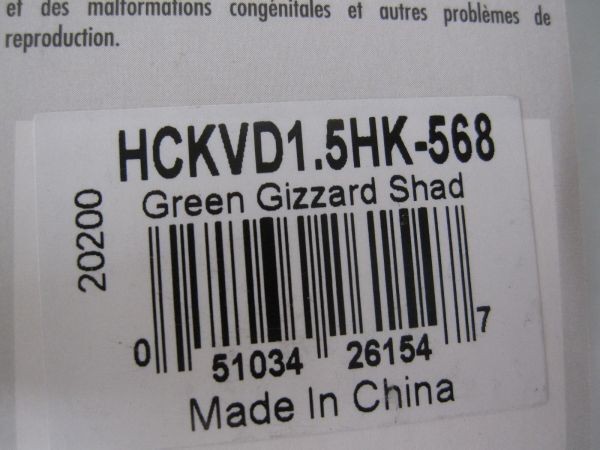 et des malformations congénitales et autres problèmes de
reproduction.
HCKVD1.5HK-568
Green Gizzard Shad
20200
0 51034 26154 7
Made In China